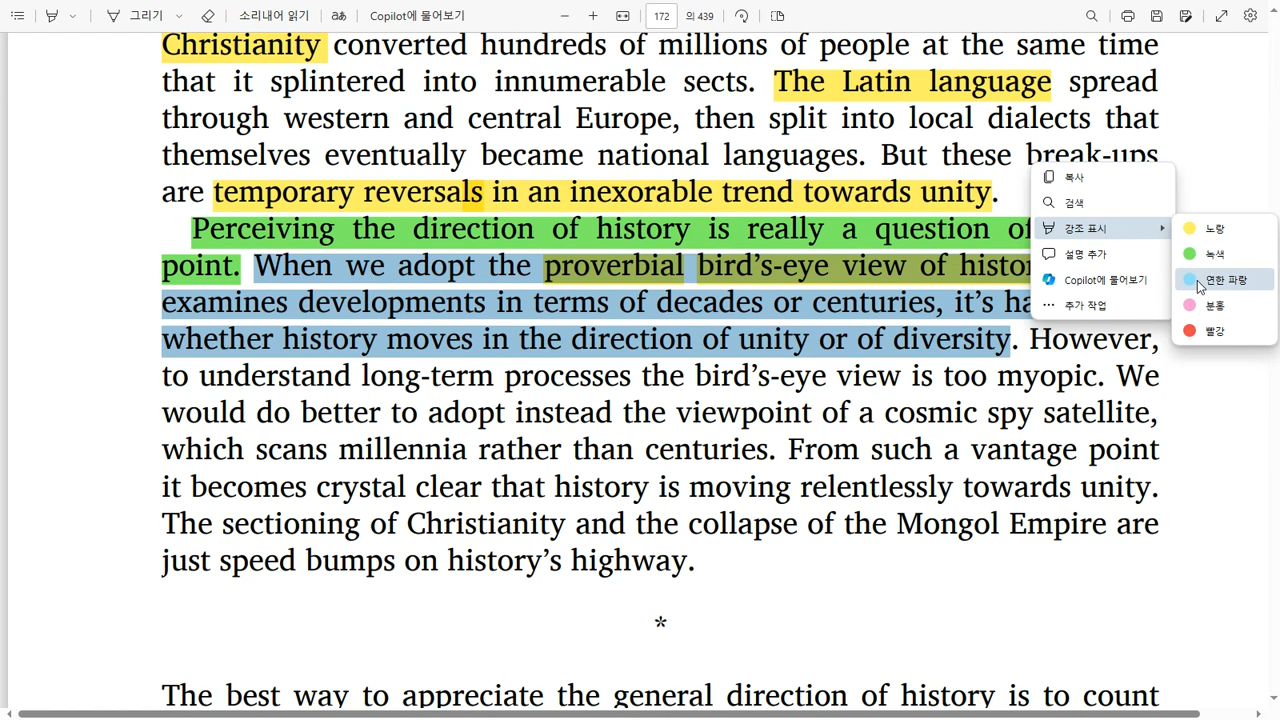 그리기 소리내어 읽기 aあ Copilot에 물어보기 172 의 439
Christianity converted hundreds of millions of people at the same time
that it splintered into innumerable sects. The Latin language spread
through western and central Europe, then split into local dialects that
themselves eventually became national languages. But these break-ups
are temporary reversals in an inexorable trend towards unity.
Perceiving the direction of history is really a question of
point. When we adopt the proverbial bird’s-eye view of histor
examines developments in terms of decades or centuries, it’s ha
whether history moves in the direction of unity or of diversity. However,
to understand long-term processes the bird’s-eye view is too myopic. We
would do better to adopt instead the viewpoint of a cosmic spy satellite,
which scans millennia rather than centuries. From such a vantage point
it becomes crystal clear that history is moving relentlessly towards unity.
The sectioning of Christianity and the collapse of the Mongol Empire are
just speed bumps on history’s highway.
*
The best way to appreciate the general direction of history is to count
복사
검색
강조 표시
설명 추가
Copilot에 물어보기
추가 작업
노랑
녹색
연한 파랑
분홍
빨강